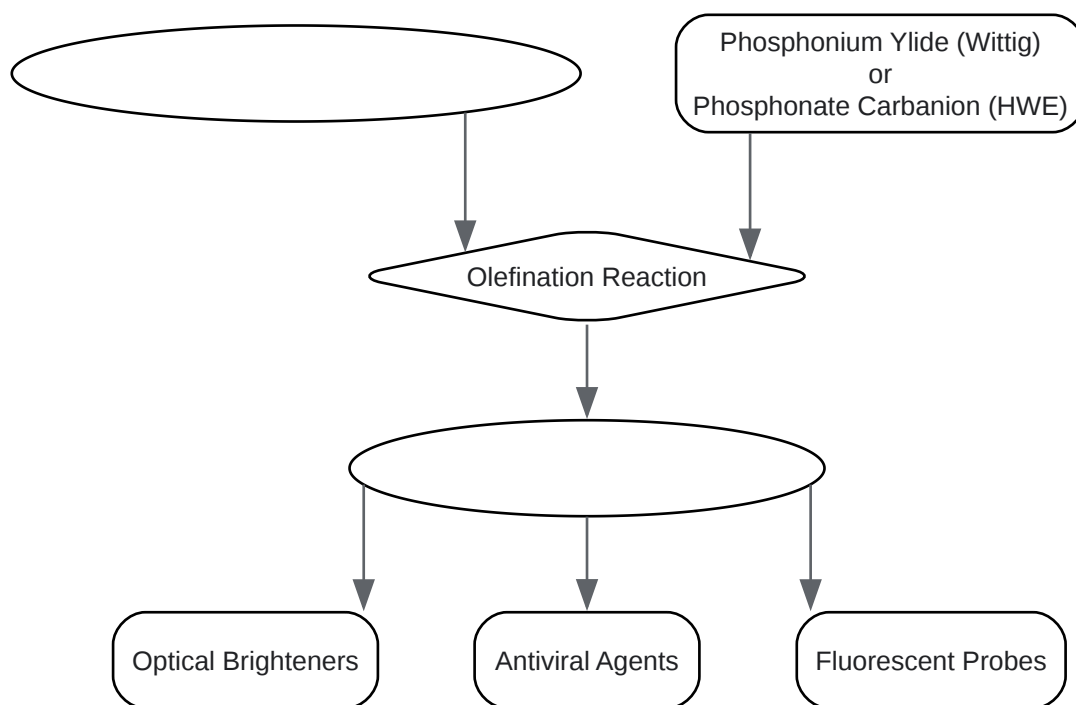 Phosphonium Ylide (Wittig)
or
Phosphonate Carbanion (HWE)
Olefination Reaction
Optical Brighteners
Antiviral Agents
Fluorescent Probes